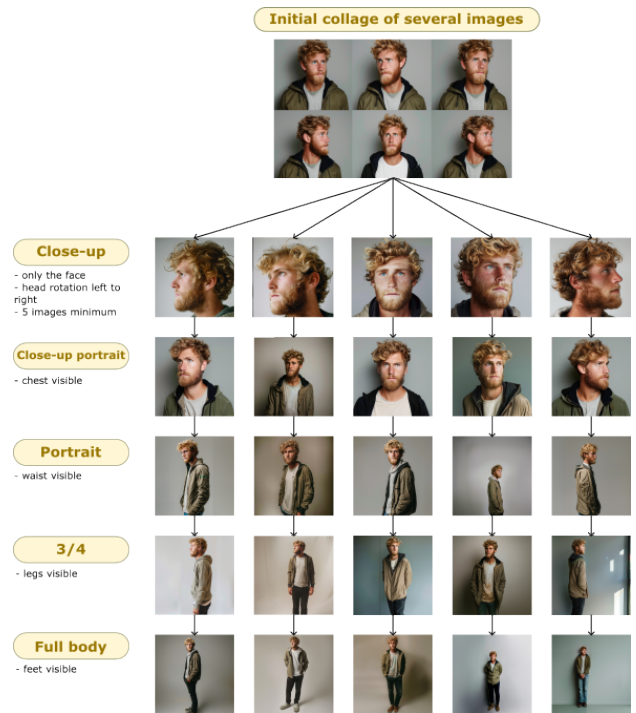 Initial collage of several images
Close-up
- only the face
- head rotation left to
right
- 5 images minimum
Close-up portrait
- chest visible
Portrait
- waist visible
3/4
- legs visible
Full body
- feet visible